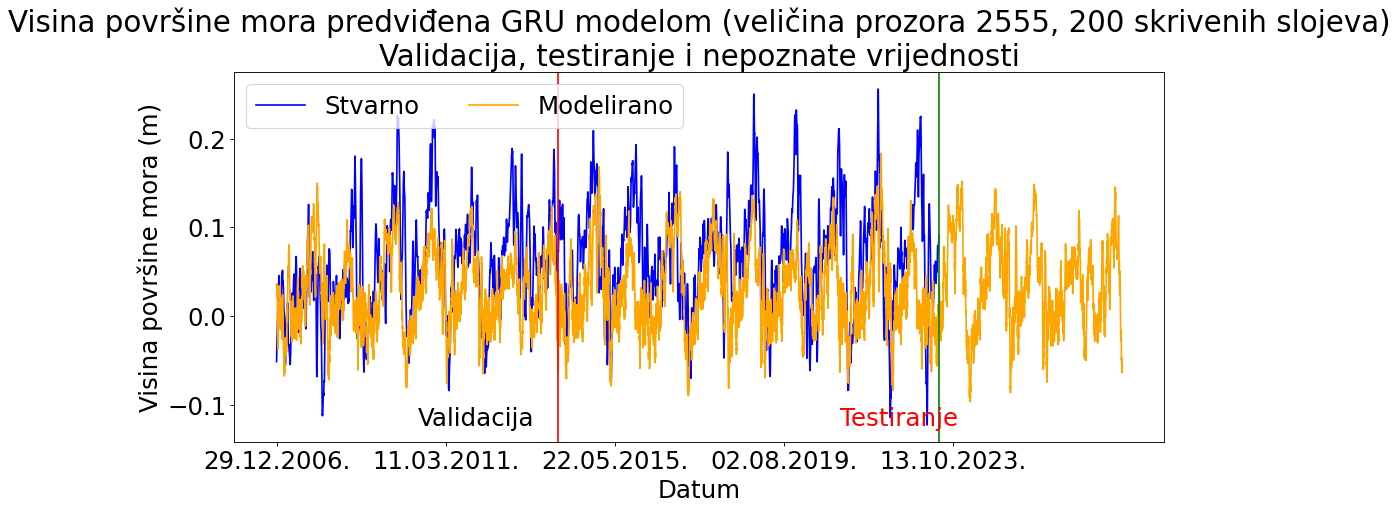 Visina površine mora predviđena GRU modelom (veličina prozora 2555, 200 skrivenih slojeva)
Validacija, testiranje i nepoznate vrijednosti
Stvarno
Modelirano
Visina površine mora (m)
0.2
0.1
0.0
−0.1
Validacija
Testiranje
29.12.2006.
11.03.2011.
22.05.2015.
02.08.2019.
13.10.2023.
Datum